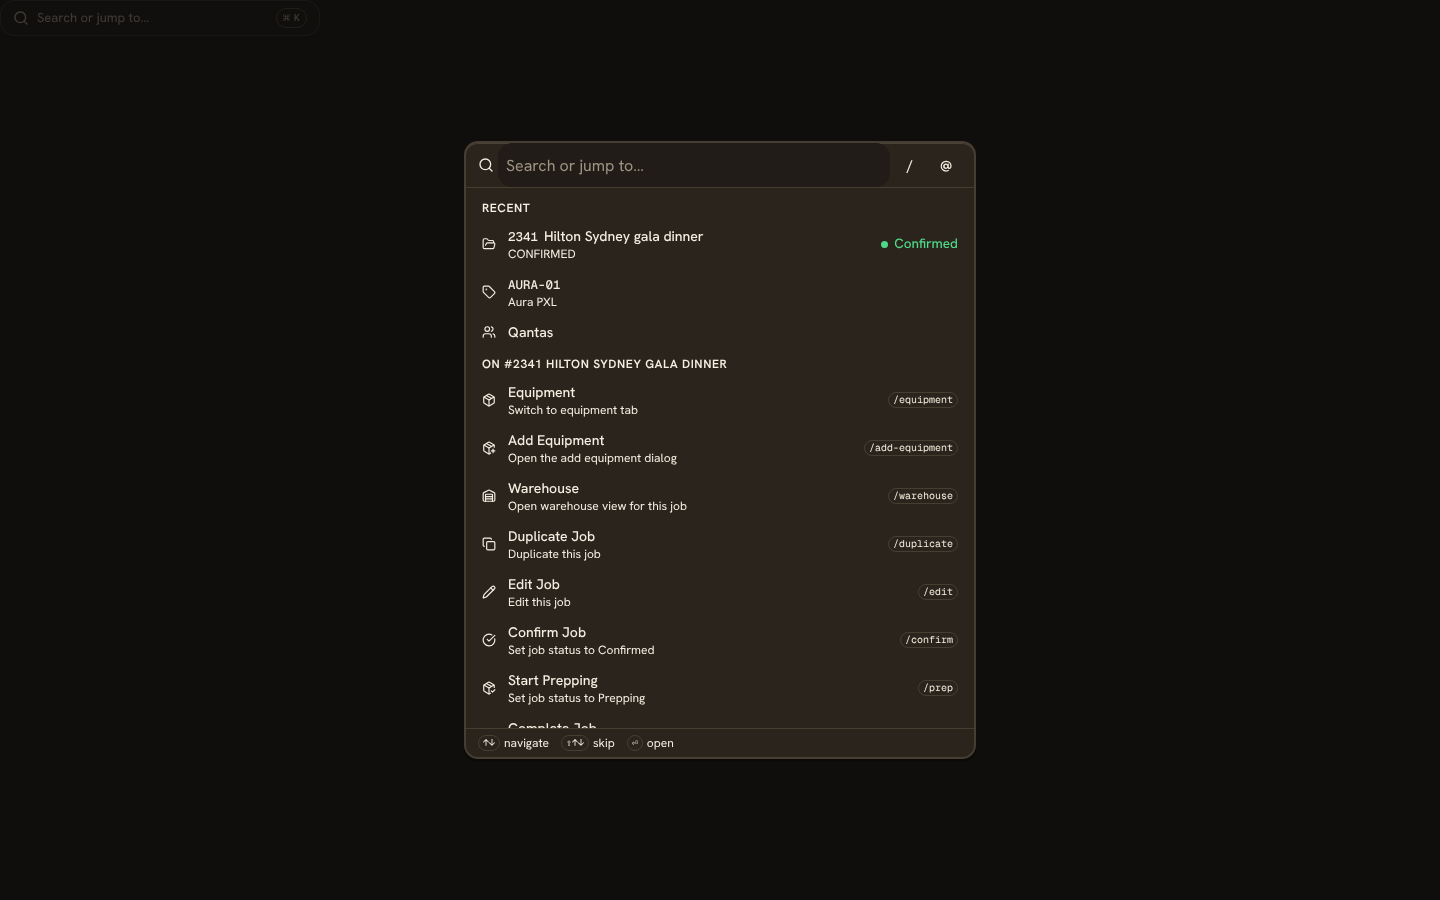 Search or jump to...
⌘ K
Search or jump to...
/
@
RECENT
2341 Hilton Sydney gala dinner
CONFIRMED
Confirmed
AURA-01
Aura PXL
Qantas
ON #2341 HILTON SYDNEY GALA DINNER
Equipment
Switch to equipment tab
/equipment
Add Equipment
Open the add equipment dialog
/add-equipment
Warehouse
Open warehouse view for this job
/warehouse
Duplicate Job
Duplicate this job
/duplicate
Edit Job
Edit this job
/edit
Confirm Job
Set job status to Confirmed
/confirm
Start Prepping
Set job status to Prepping
/prep
Complete Job
↑↓ navigate ⇧↑↓ skip ⏎ open